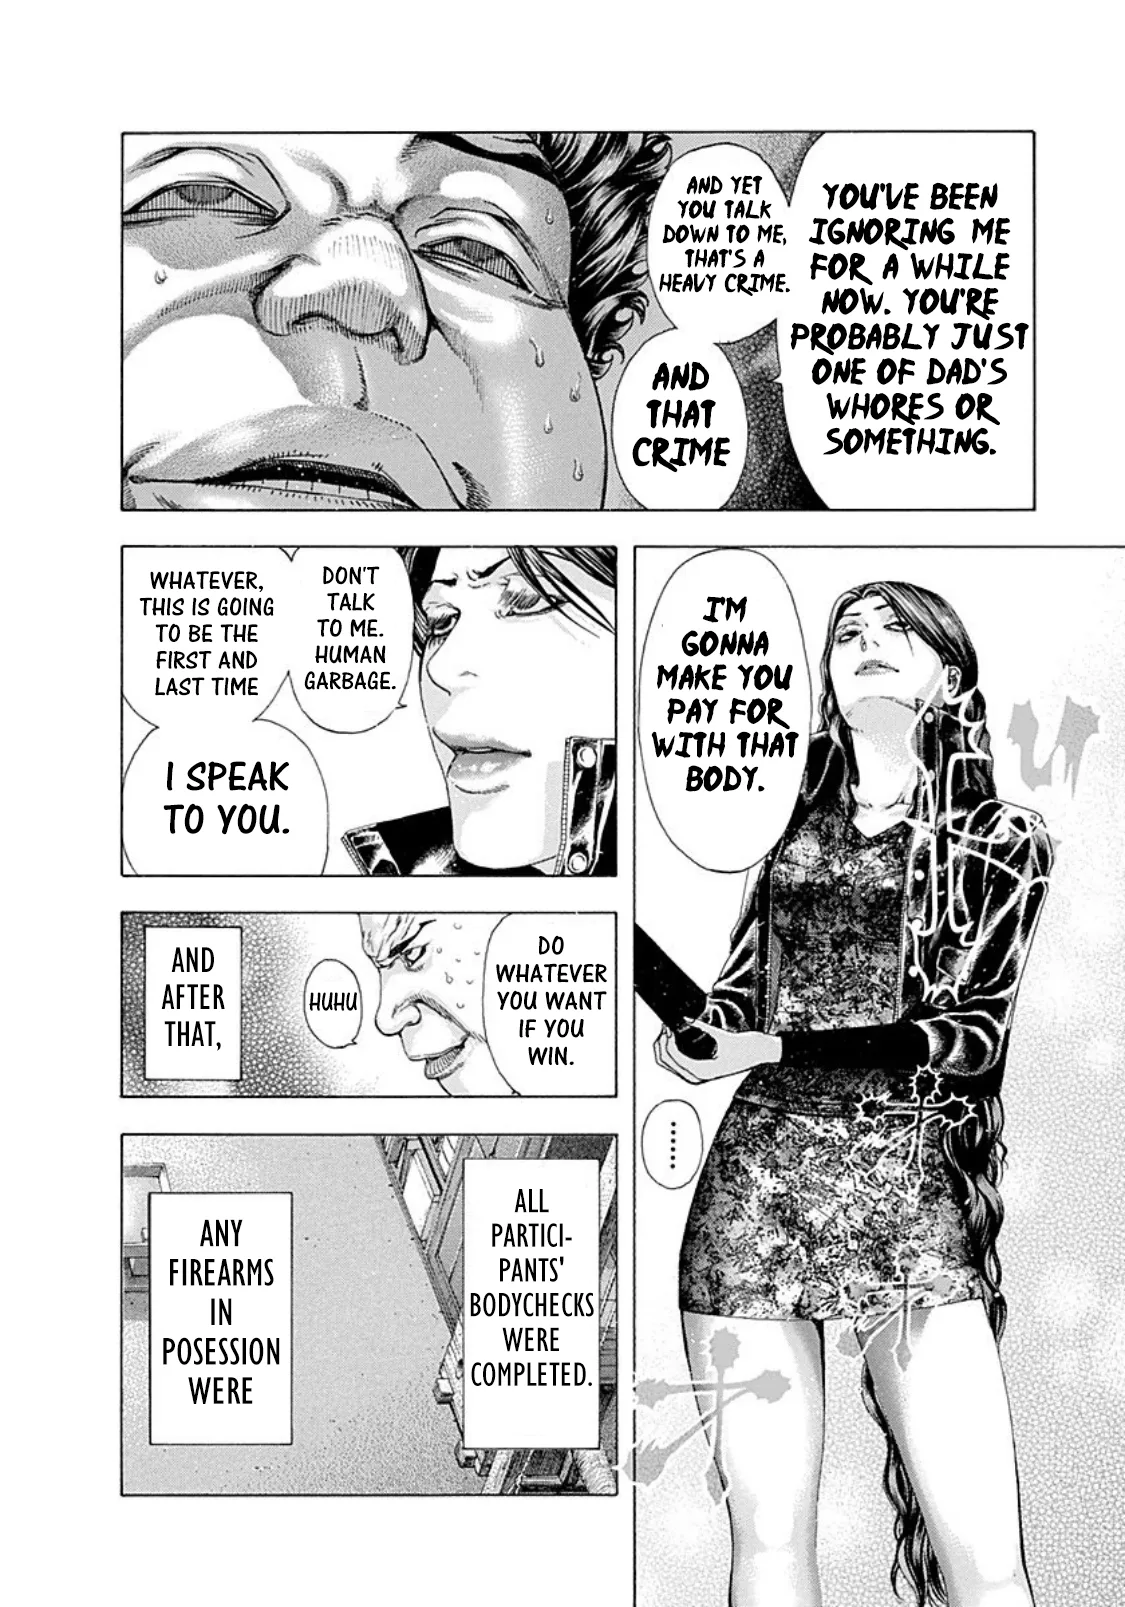 YOU'VE BEEN
IGNORING ME
FOR A WHILE
NOW. YOU'RE
PROBABLY JUST
ONE OF DAD'S
WHORES OR
SOMETHING.
AND YET
YOU TALK
DOWN TO ME,
THAT'S A
HEAVY CRIME.
AND
THAT
CRIME
I'M
GONNA
MAKE YOU
PAY FOR
WITH THAT
BODY.
......
DON'T
TALK
TO ME.
HUMAN
GARBAGE.
WHATEVER,
THIS IS GOING
TO BE THE
FIRST AND
LAST TIME
I SPEAK
TO YOU.
DO
WHATEVER
YOU WANT
IF YOU
WIN.
HUHU
AND
AFTER
THAT,
ALL
PARTICI-
PANTS'
BODYCHECKS
WERE
COMPLETED.
ANY
FIREARMS
IN
POSESSION
WERE